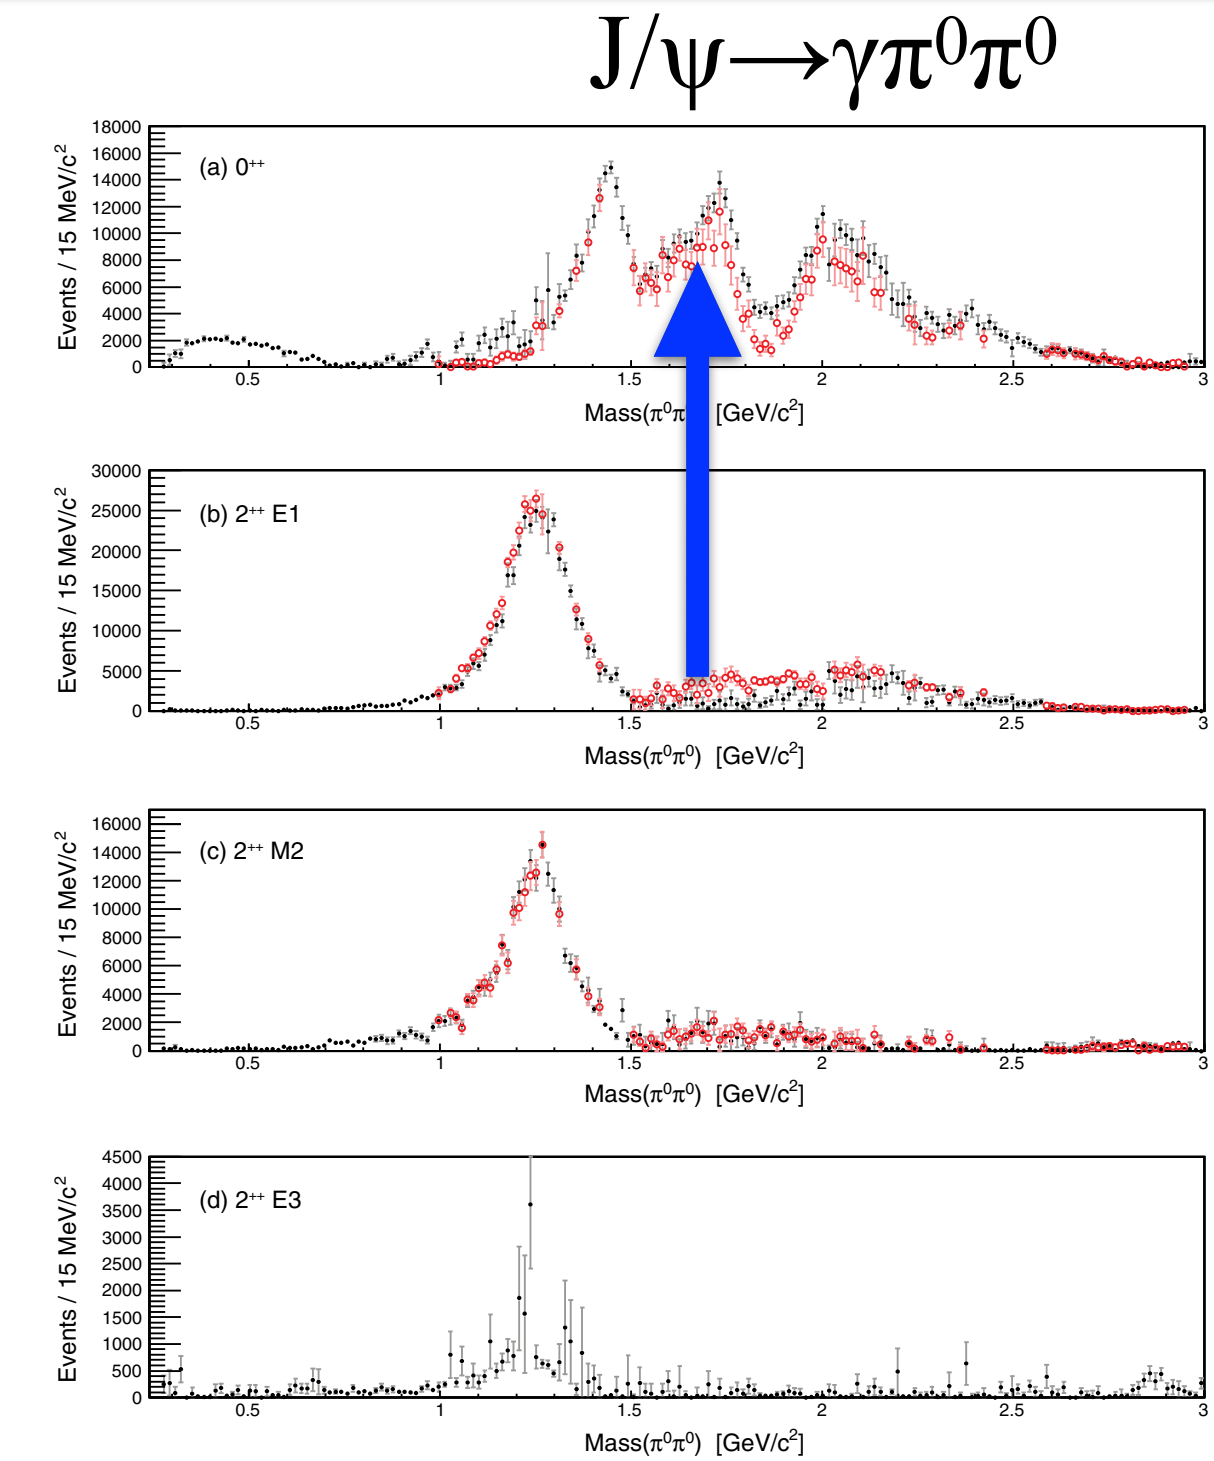 J/ψ→γπ⁰π⁰
18000
16000
14000
12000
10000
8000
6000
4000
2000
0
Events / 15 MeV/c²
(a) 0⁺⁺
0.5 1 1.5 2 2.5 3
Mass(π⁰π [GeV/c²]
30000
25000
20000
15000
10000
5000
0
Events / 15 MeV/c²
(b) 2⁺⁺ E1
0.5 1 1.5 2 2.5 3
Mass(π⁰π⁰) [GeV/c²]
16000
14000
12000
10000
8000
6000
4000
2000
0
Events / 15 MeV/c²
(c) 2⁺⁺ M2
0.5 1 1.5 2 2.5 3
Mass(π⁰π⁰) [GeV/c²]
4500
4000
3500
3000
2500
2000
1500
1000
500
0
Events / 15 MeV/c²
(d) 2⁺⁺ E3
0.5 1 1.5 2 2.5 3
Mass(π⁰π⁰) [GeV/c²]